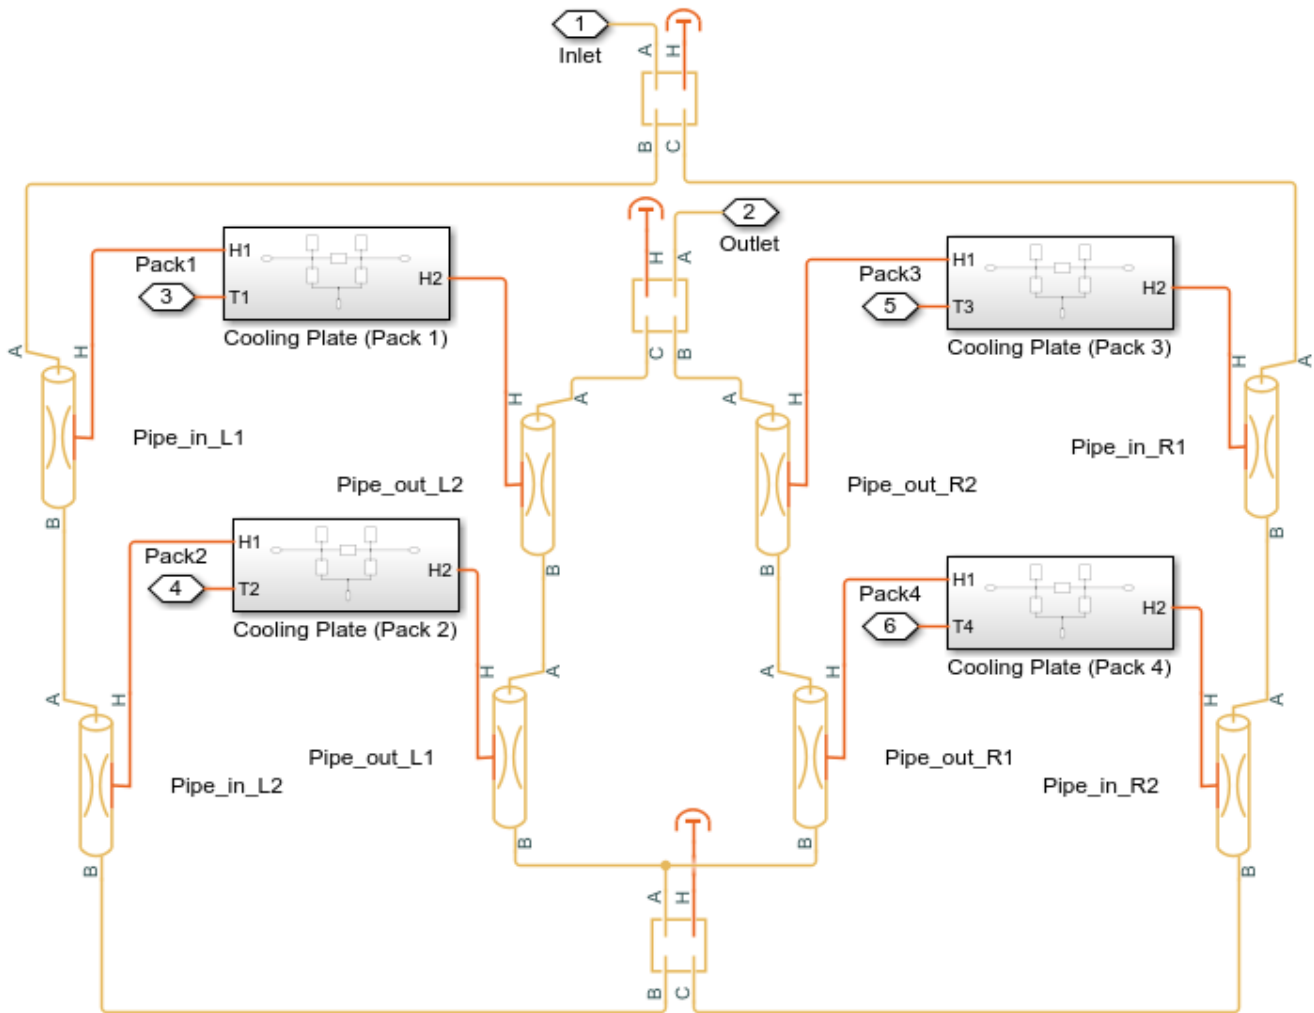 1
Inlet
A
H
B
C
2
Outlet
H
A
C
B
Pack1
3
H1
T1
H2
Cooling Plate (Pack 1)
Pack3
5
H1
T3
H2
Cooling Plate (Pack 3)
A
H
Pipe_in_L1
B
H
A
Pipe_out_L2
B
A
H
Pipe_out_R2
B
H
A
Pipe_in_R1
B
Pack2
4
H1
T2
H2
Cooling Plate (Pack 2)
Pack4
6
H1
T4
H2
Cooling Plate (Pack 4)
A
H
Pipe_in_L2
B
H
A
Pipe_out_L1
B
A
H
Pipe_out_R1
B
H
A
Pipe_in_R2
B
A
H
B
C